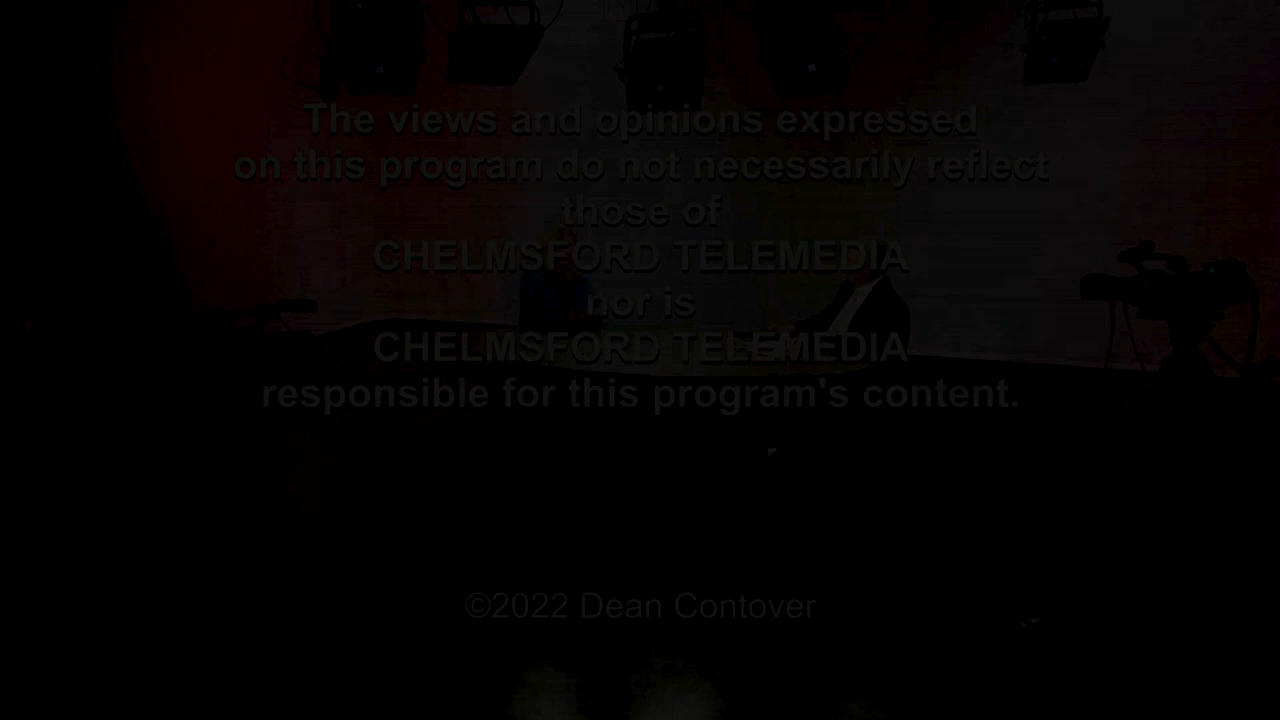 The views and opinions expressed
on this program do not necessarily reflect
those of
CHELMSFORD TELEMEDIA
nor is
CHELMSFORD TELEMEDIA
responsible for this program's content.
©2022 Dean Contover